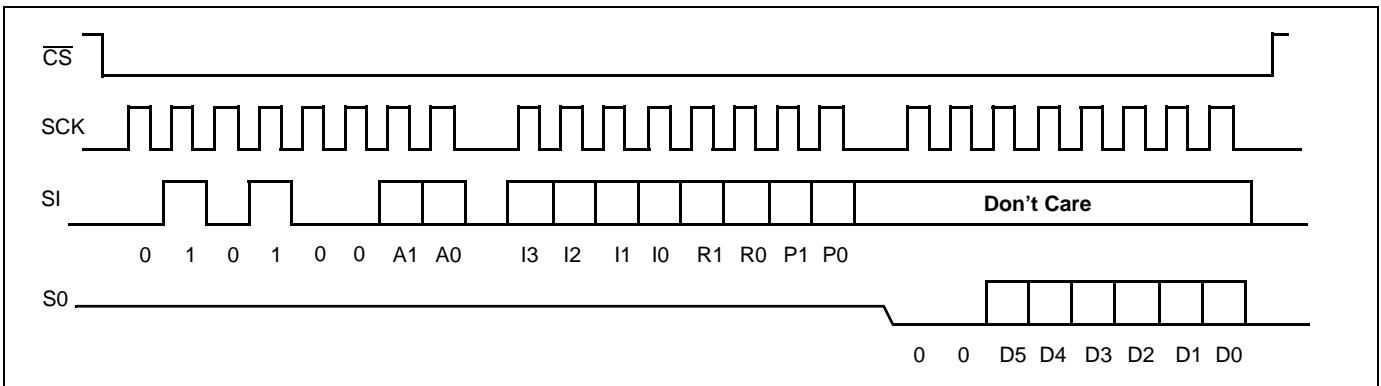 CS
SCK
SI
Don't Care
0 1 0 1 0 0 A1 A0 I3 I2 I1 I0 R1 R0 P1 P0
S0
0 0 D5 D4 D3 D2 D1 D0